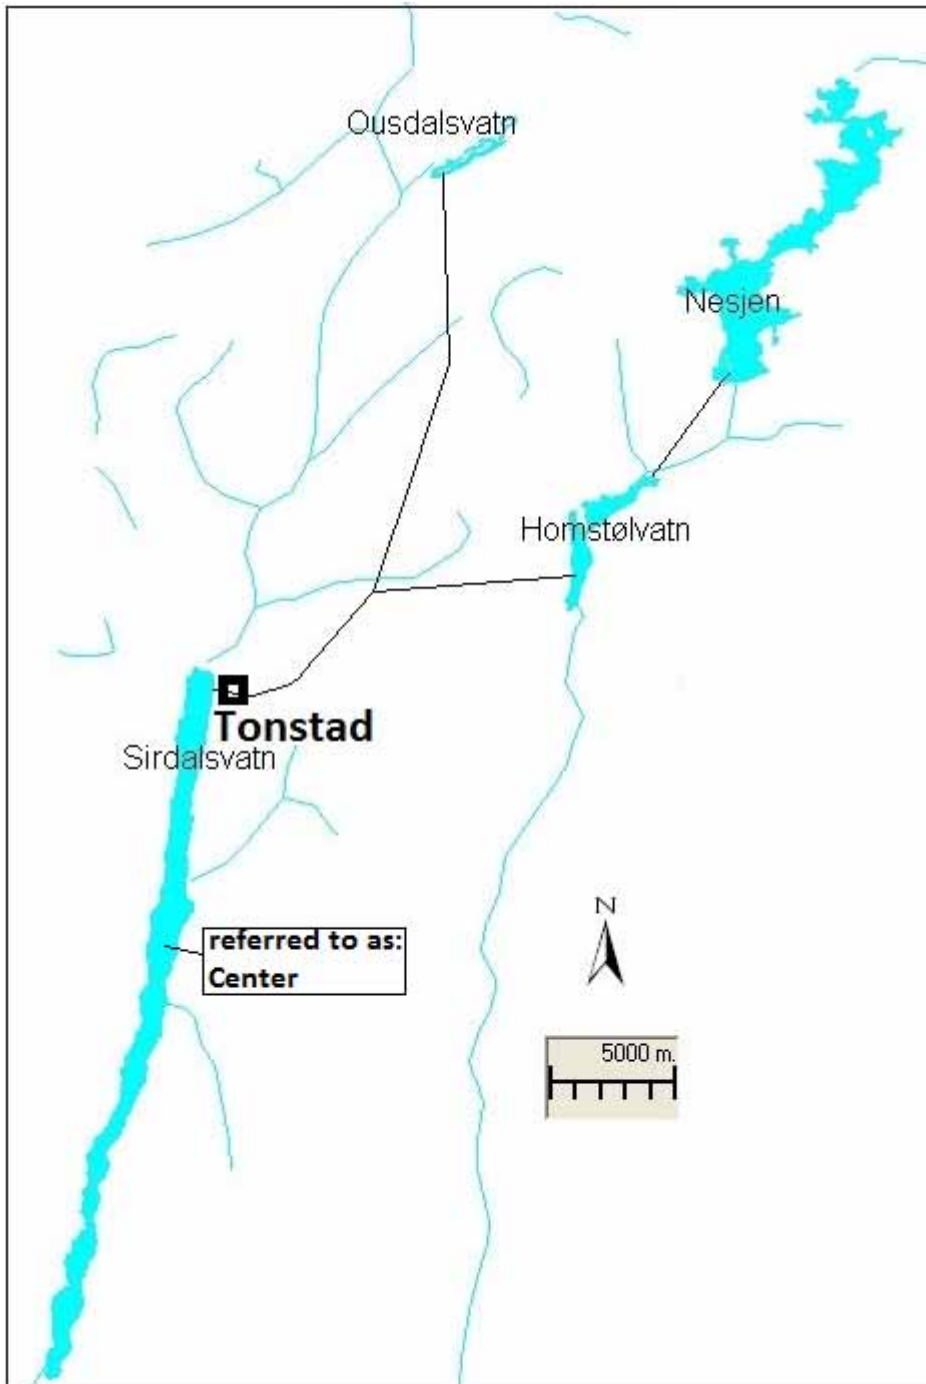 Ousdalsvatn
Nesjen
Homstølvatn
Tonstad
Sirdalsvatn
referred to as:
Center
N
5000 m.